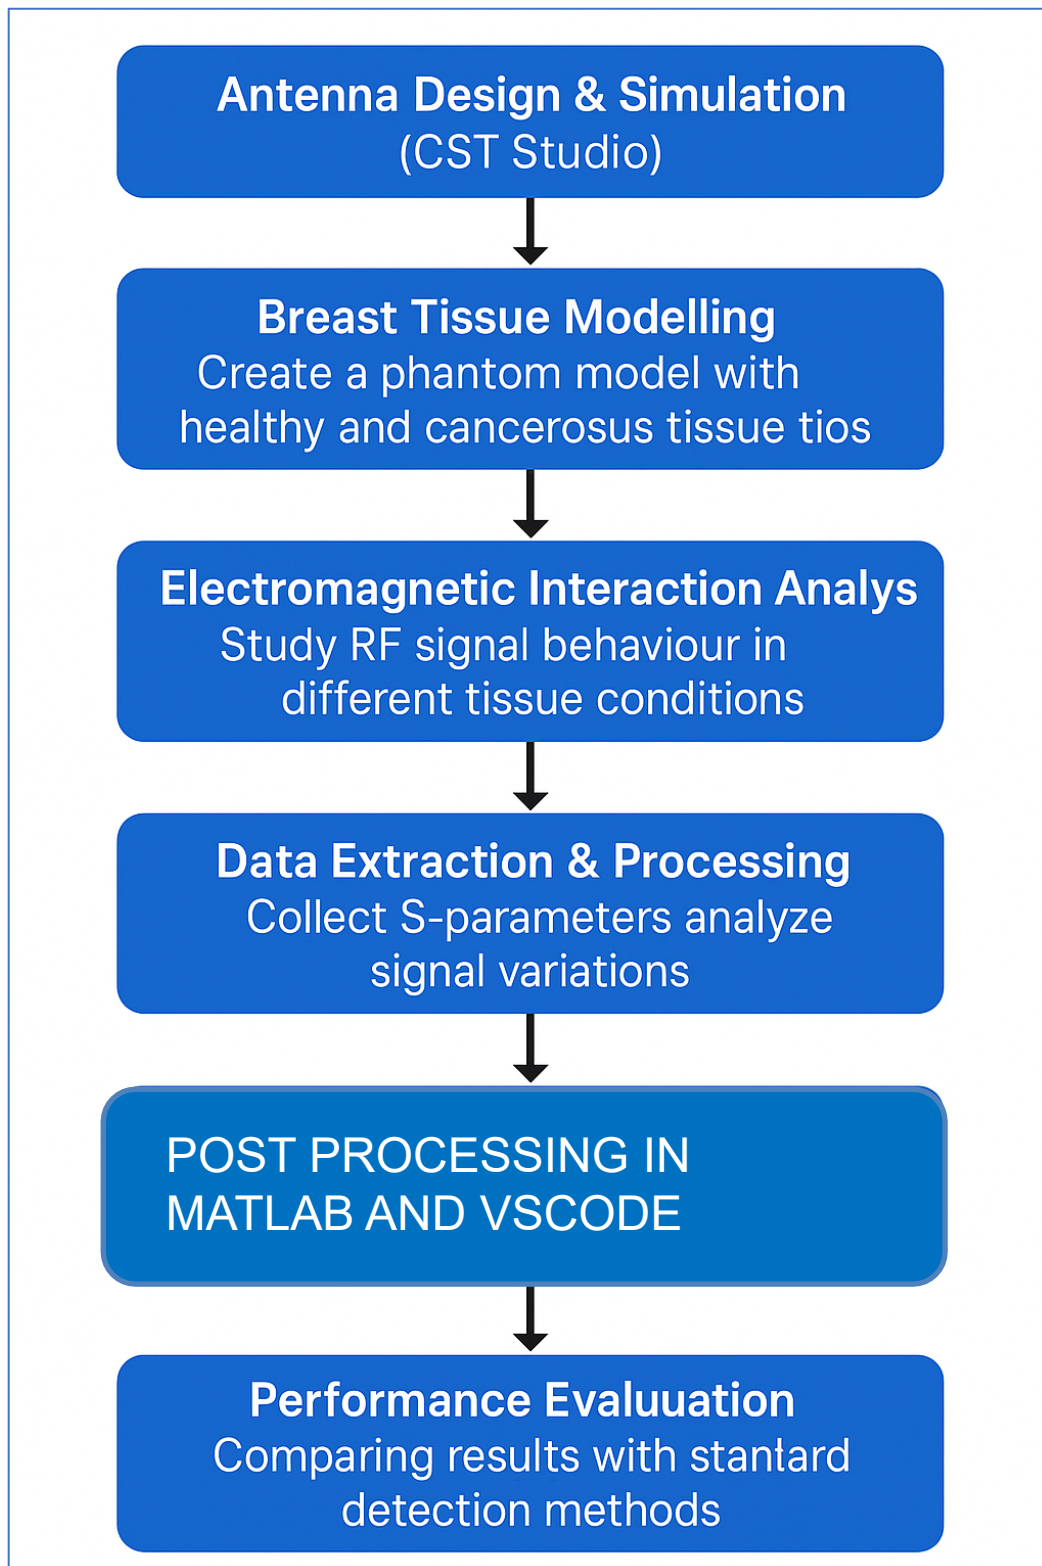 Antenna Design & Simulation
(CST Studio)
Breast Tissue Modelling
Create a phantom model with
healthy and cancerosus tissue tios
Electromagnetic Interaction Analys
Study RF signal behaviour in
different tissue conditions
Data Extraction & Processing
Collect S-parameters analyze
signal variations
POST PROCESSING IN
MATLAB AND VSCODE
Performance Evaluuation
Comparing results with stanłard
detection methods